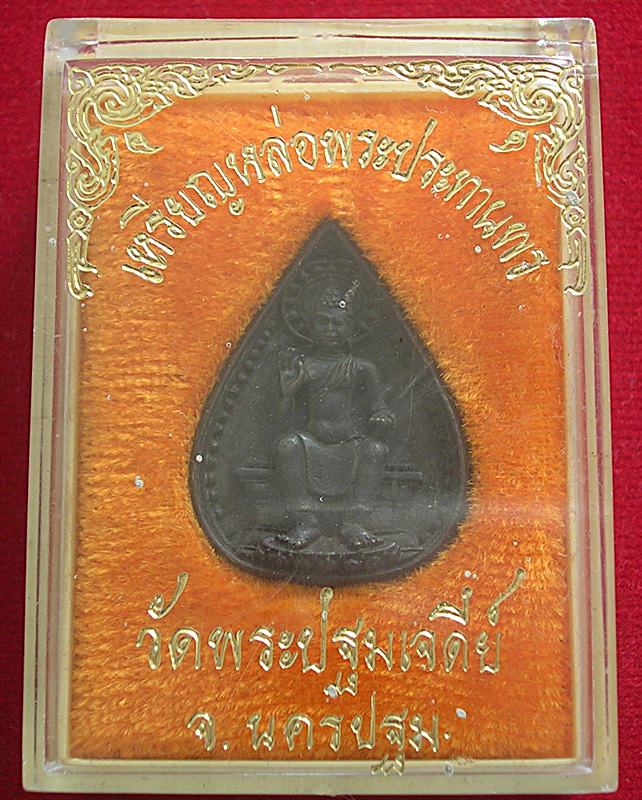 เหรียญหล่อพระประทานพร
วัดพระปฐมเจดีย์
จ.นครปฐม.